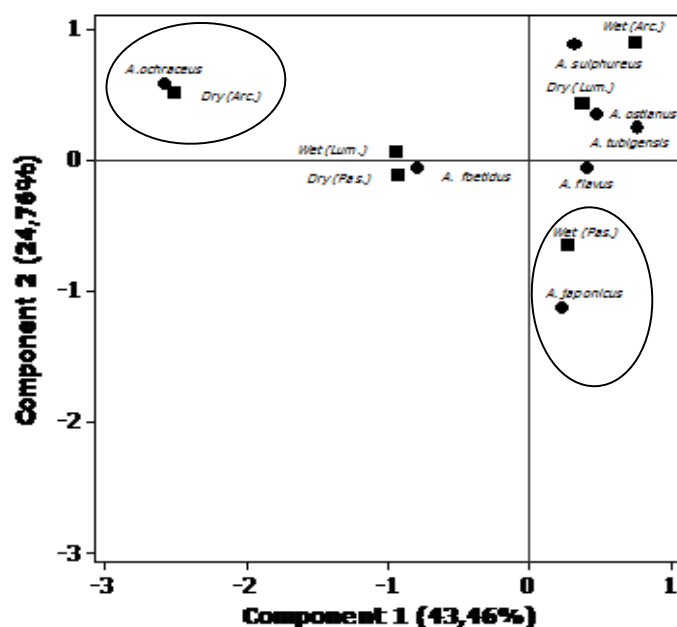 1
Wet (Arc.)
A. sulphureus
A.ochraceus
Dry (Arc.)
Dry (Lum.)
A. ostianus
A. tubigensis
Wet (Lum.)
0
Dry (Pas.)
A. foetidus
A. flavus
Wet (Pas.)
-1
A. japonicus
-2
-3
Component 2 (24,76%)
-3
-2
-1
0
1
Component 1 (43,46%)